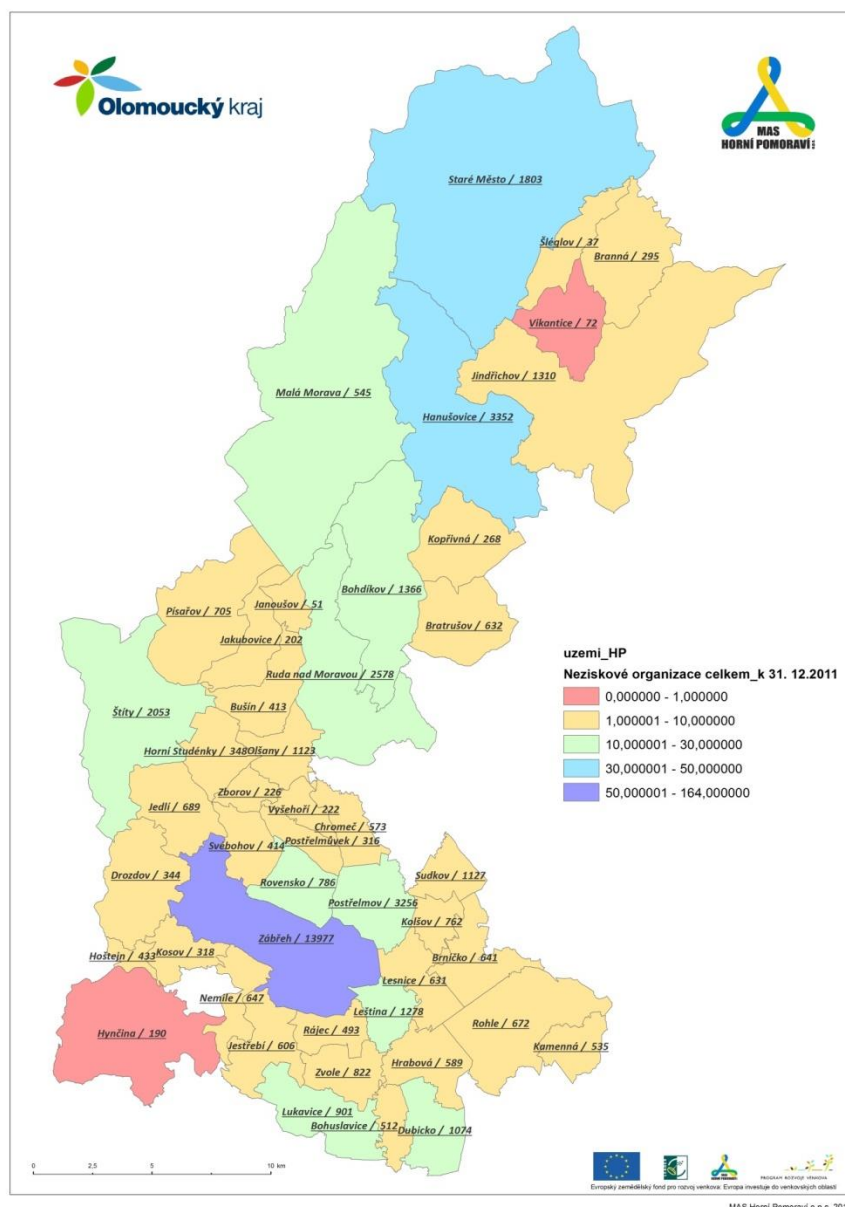 Olomoucký kraj
MAS
HORNÍ POMORAVÍ
Staré Město / 1803
Šléglov / 37
Branná / 295
Vikantice / 72
Jindřichov / 1310
Malá Morava / 545
Hanušovice / 3352
Kopřivná / 268
Bohdíkov / 1366
Janoušov / 51
Písařov / 705
Bratrušov / 632
Jakubovice / 202
Ruda nad Moravou / 2578
Bušín / 413
Štíty / 2053
Horní Studénky / 348
Olšany / 1123
Zborov / 226
Jedlí / 689
Vyšehoří / 222
Chromeč / 573
Postřelmůvek / 316
Svébohov / 414
Drozdov / 344
Rovensko / 786
Sudkov / 1127
Postřelmov / 3256
Kolšov / 762
Zábřeh / 13977
Hoštejn / 433
Kosov / 318
Brníčko / 641
Lesnice / 631
Nemile / 647
Leština / 1278
Hynčina / 190
Rájec / 493
Rohle / 672
Jestřebí / 606
Kamenná / 535
Zvole / 822
Hrabová / 589
Lukavice / 901
Bohuslavice / 512
Dubicko / 1074
uzemi_HP
Neziskové organizace celkem_k 31. 12.2011
0,000000 - 1,000000
1,000001 - 10,000000
10,000001 - 30,000000
30,000001 - 50,000000
50,000001 - 164,000000
0 2,5 5 10 km
PROGRAM ROZVOJE VENKOVA
Evropský zemědělský fond pro rozvoj venkova: Evropa investuje do venkovských oblastí
MAS Horní Pomoraví o.p.s.